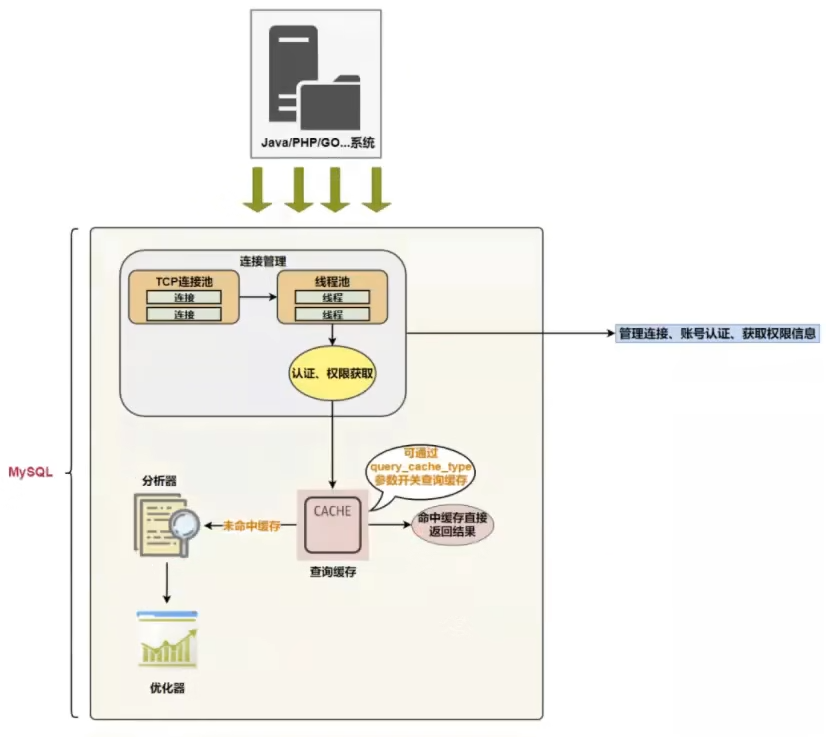 Java/PHP/GO...系统
连接管理
TCP连接池
连接
连接
线程池
线程
线程
认证、权限获取
管理连接、账号认证、获取权限信息
MySQL
可通过
query_cache_type
参数开关查询缓存
分析器
未命中缓存
CACHE
查询缓存
命中缓存直接
返回结果
优化器